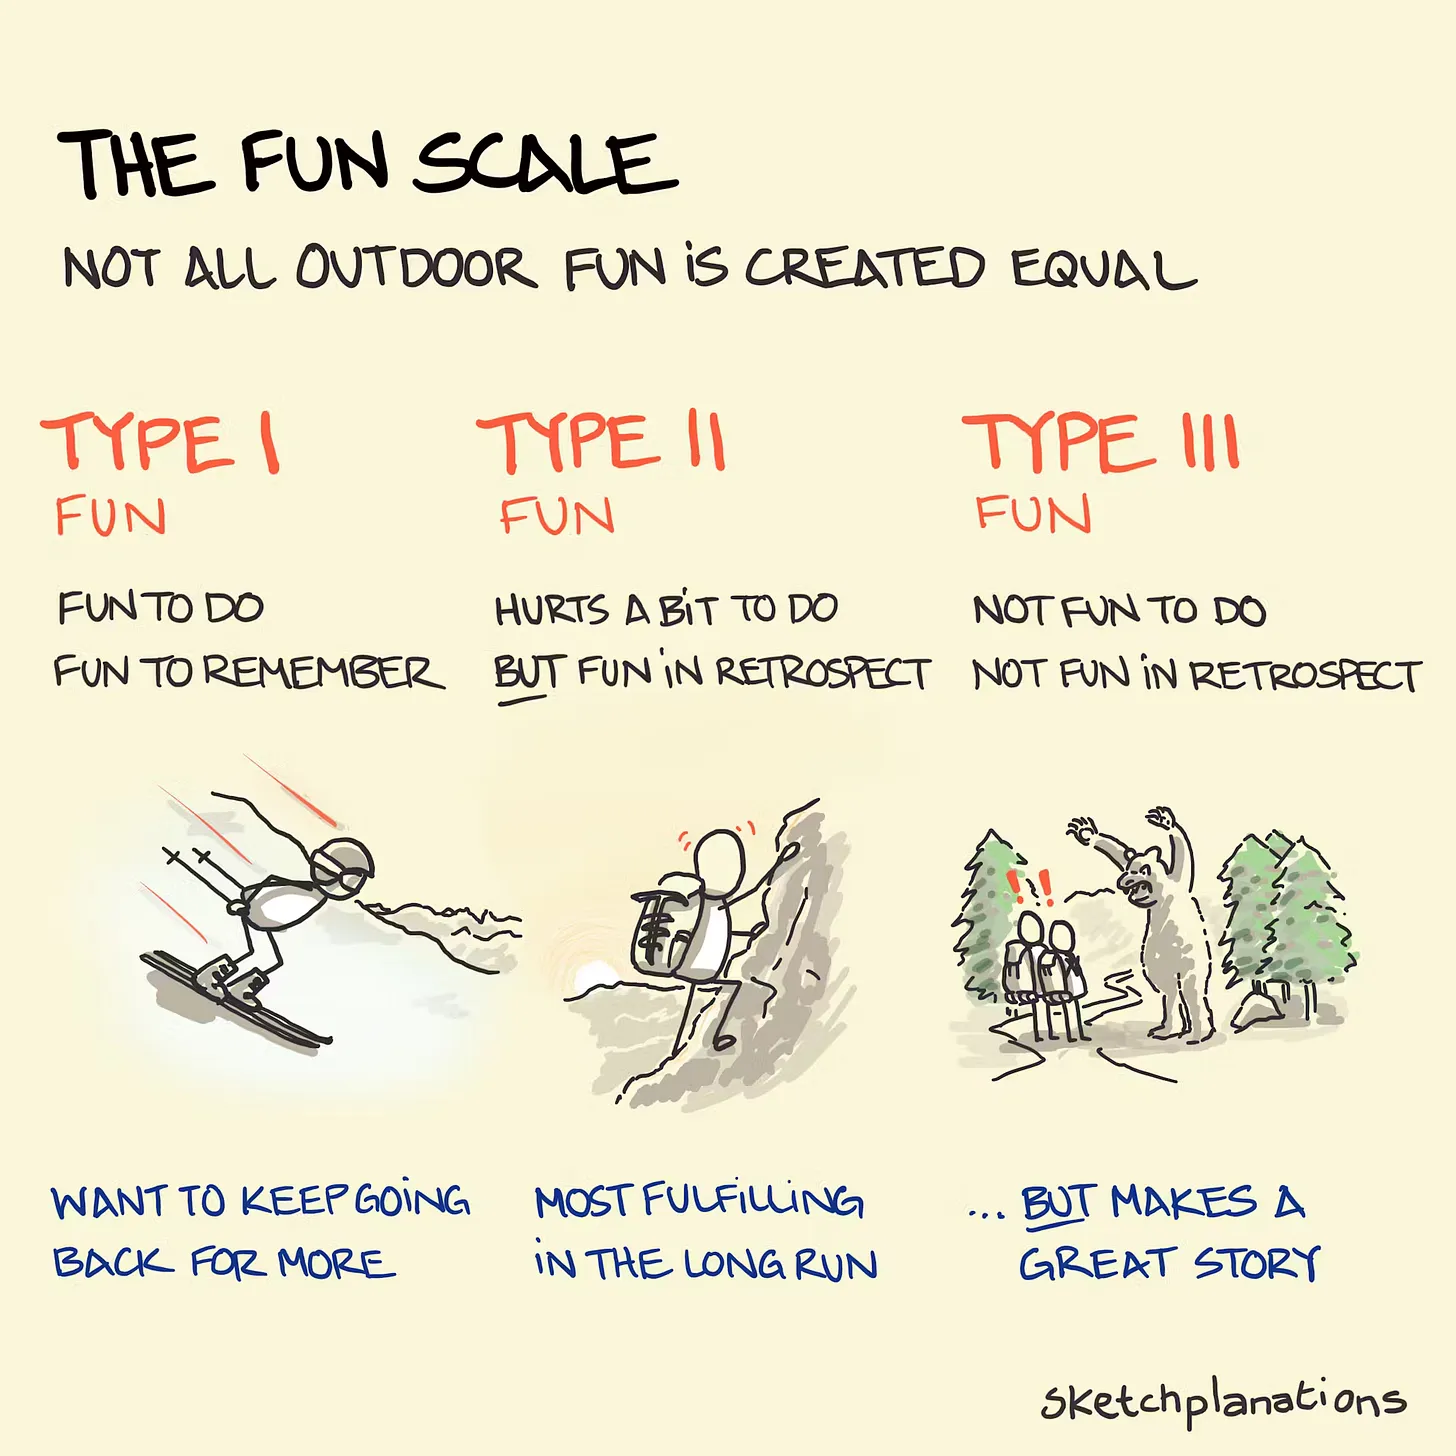 THE FUN SCALE
NOT ALL OUTDOOR FUN iS CREATED EQUAL
TYPE I
FUN
FUN TO DO
FUN TO REMEMBER
WANT TO KEEP GOiNG
BACK FOR MORE
TYPE II
FUN
HURTS A BiT TO DO
BUT FUN iN RETROSPECT
MOST FULFiLLiNG
iN THE LONG RUN
TYPE III
FUN
NOT FUN TO DO
NOT FUN iN RETROSPECT
!!
... BUT MAKES A
GREAT STORY
sketchplanations